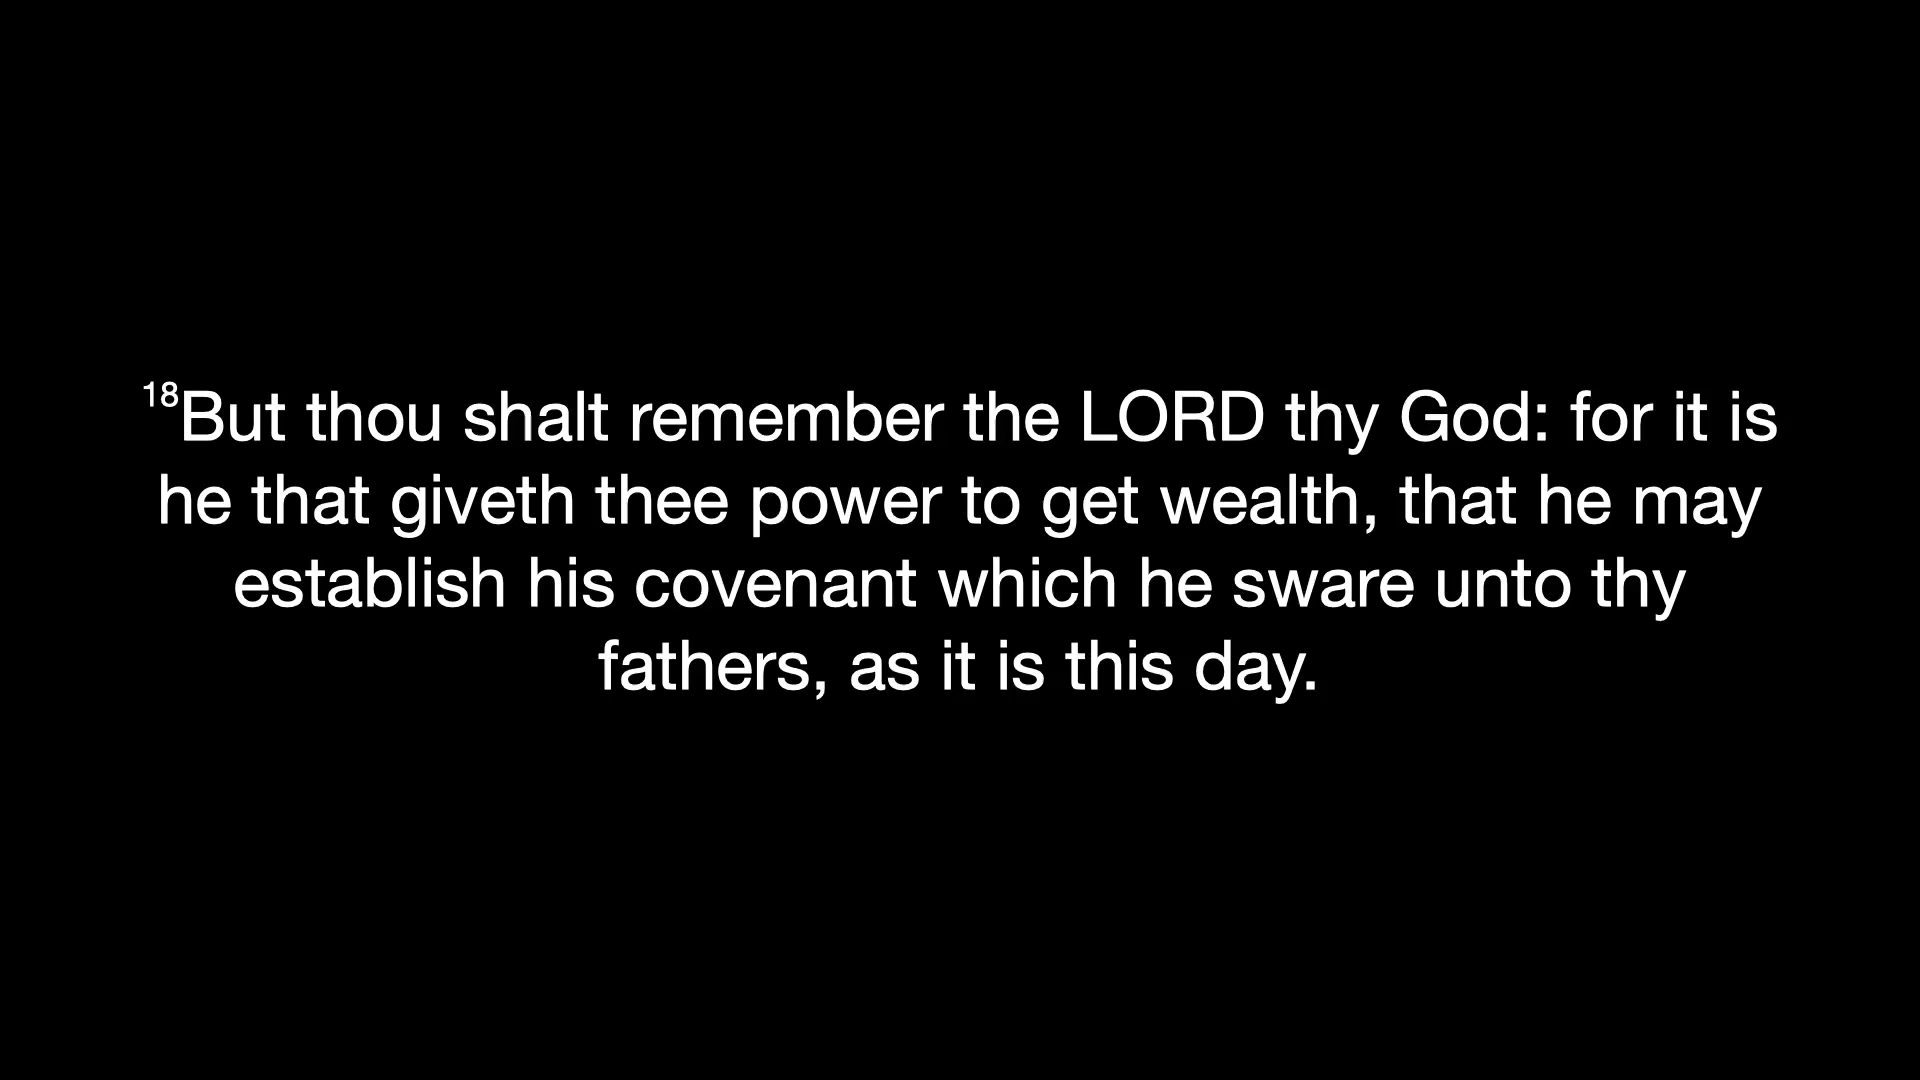 18But thou shalt remember the LORD thy God: for it is
he that giveth thee power to get wealth, that he may
establish his covenant which he sware unto thy
fathers, as it is this day.